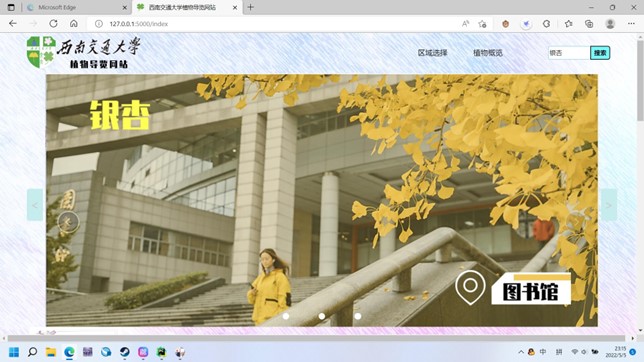 Microsoft Edge
西南交通大学植物导览网站
127.0.0.1:5000/index
西南交通大学
植物导览网站
区域选择
植物概览
银杏
搜索
银杏
<
>
图书馆
中
拼
23:15
2022/5/5